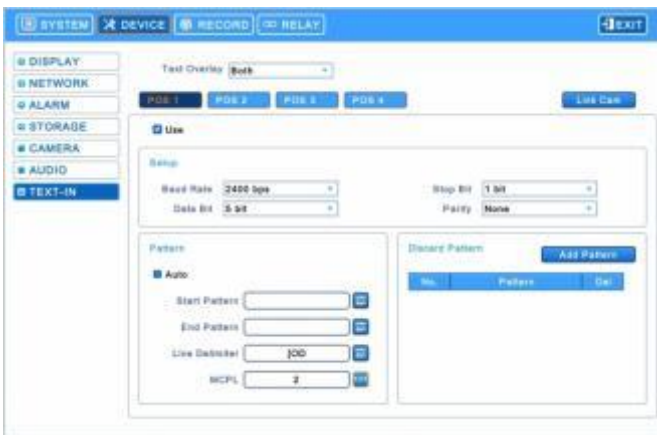 SYSTEM DEVICE RECORD RELAY EXIT
DISPLAY
NETWORK
ALARM
STORAGE
CAMERA
AUDIO
TEXT-IN
Text Overlay Both
POS 1 POS 2 POS 3 POS 4 Live Cam
Use
Setup
Baud Rate 2400 bps Stop Bit 1 bit
Data Bit 5 bit Parity None
Pattern Discard Pattern Add Pattern
Auto No. Pattern Del
Start Pattern
End Pattern
Line Delimiter
MCPL 2